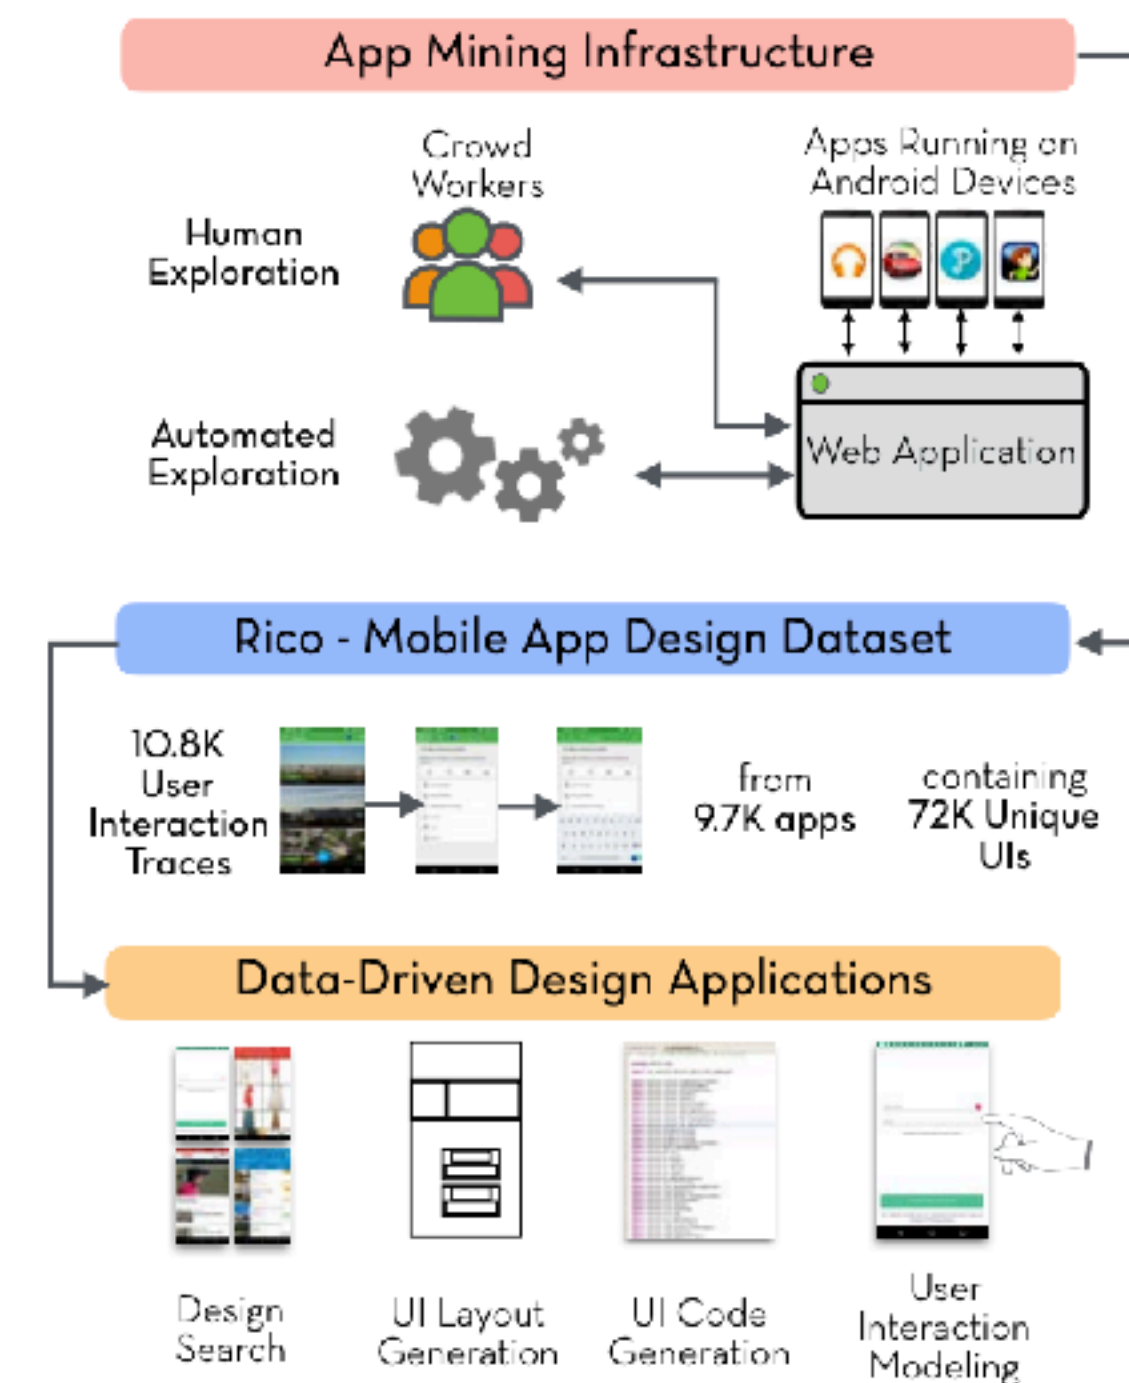 App Mining Infrastructure
Crowd
Workers
Apps Running on
Android Devices
Human
Exploration
Automated
Exploration
Web Application
Rico - Mobile App Design Dataset
10.8K
User
Interaction
Traces
from
9.7K apps
containing
72K Unique
UIs
Data-Driven Design Applications
Design
Search
UI Layout
Generation
UI Code
Generation
User
Interaction
Modeling